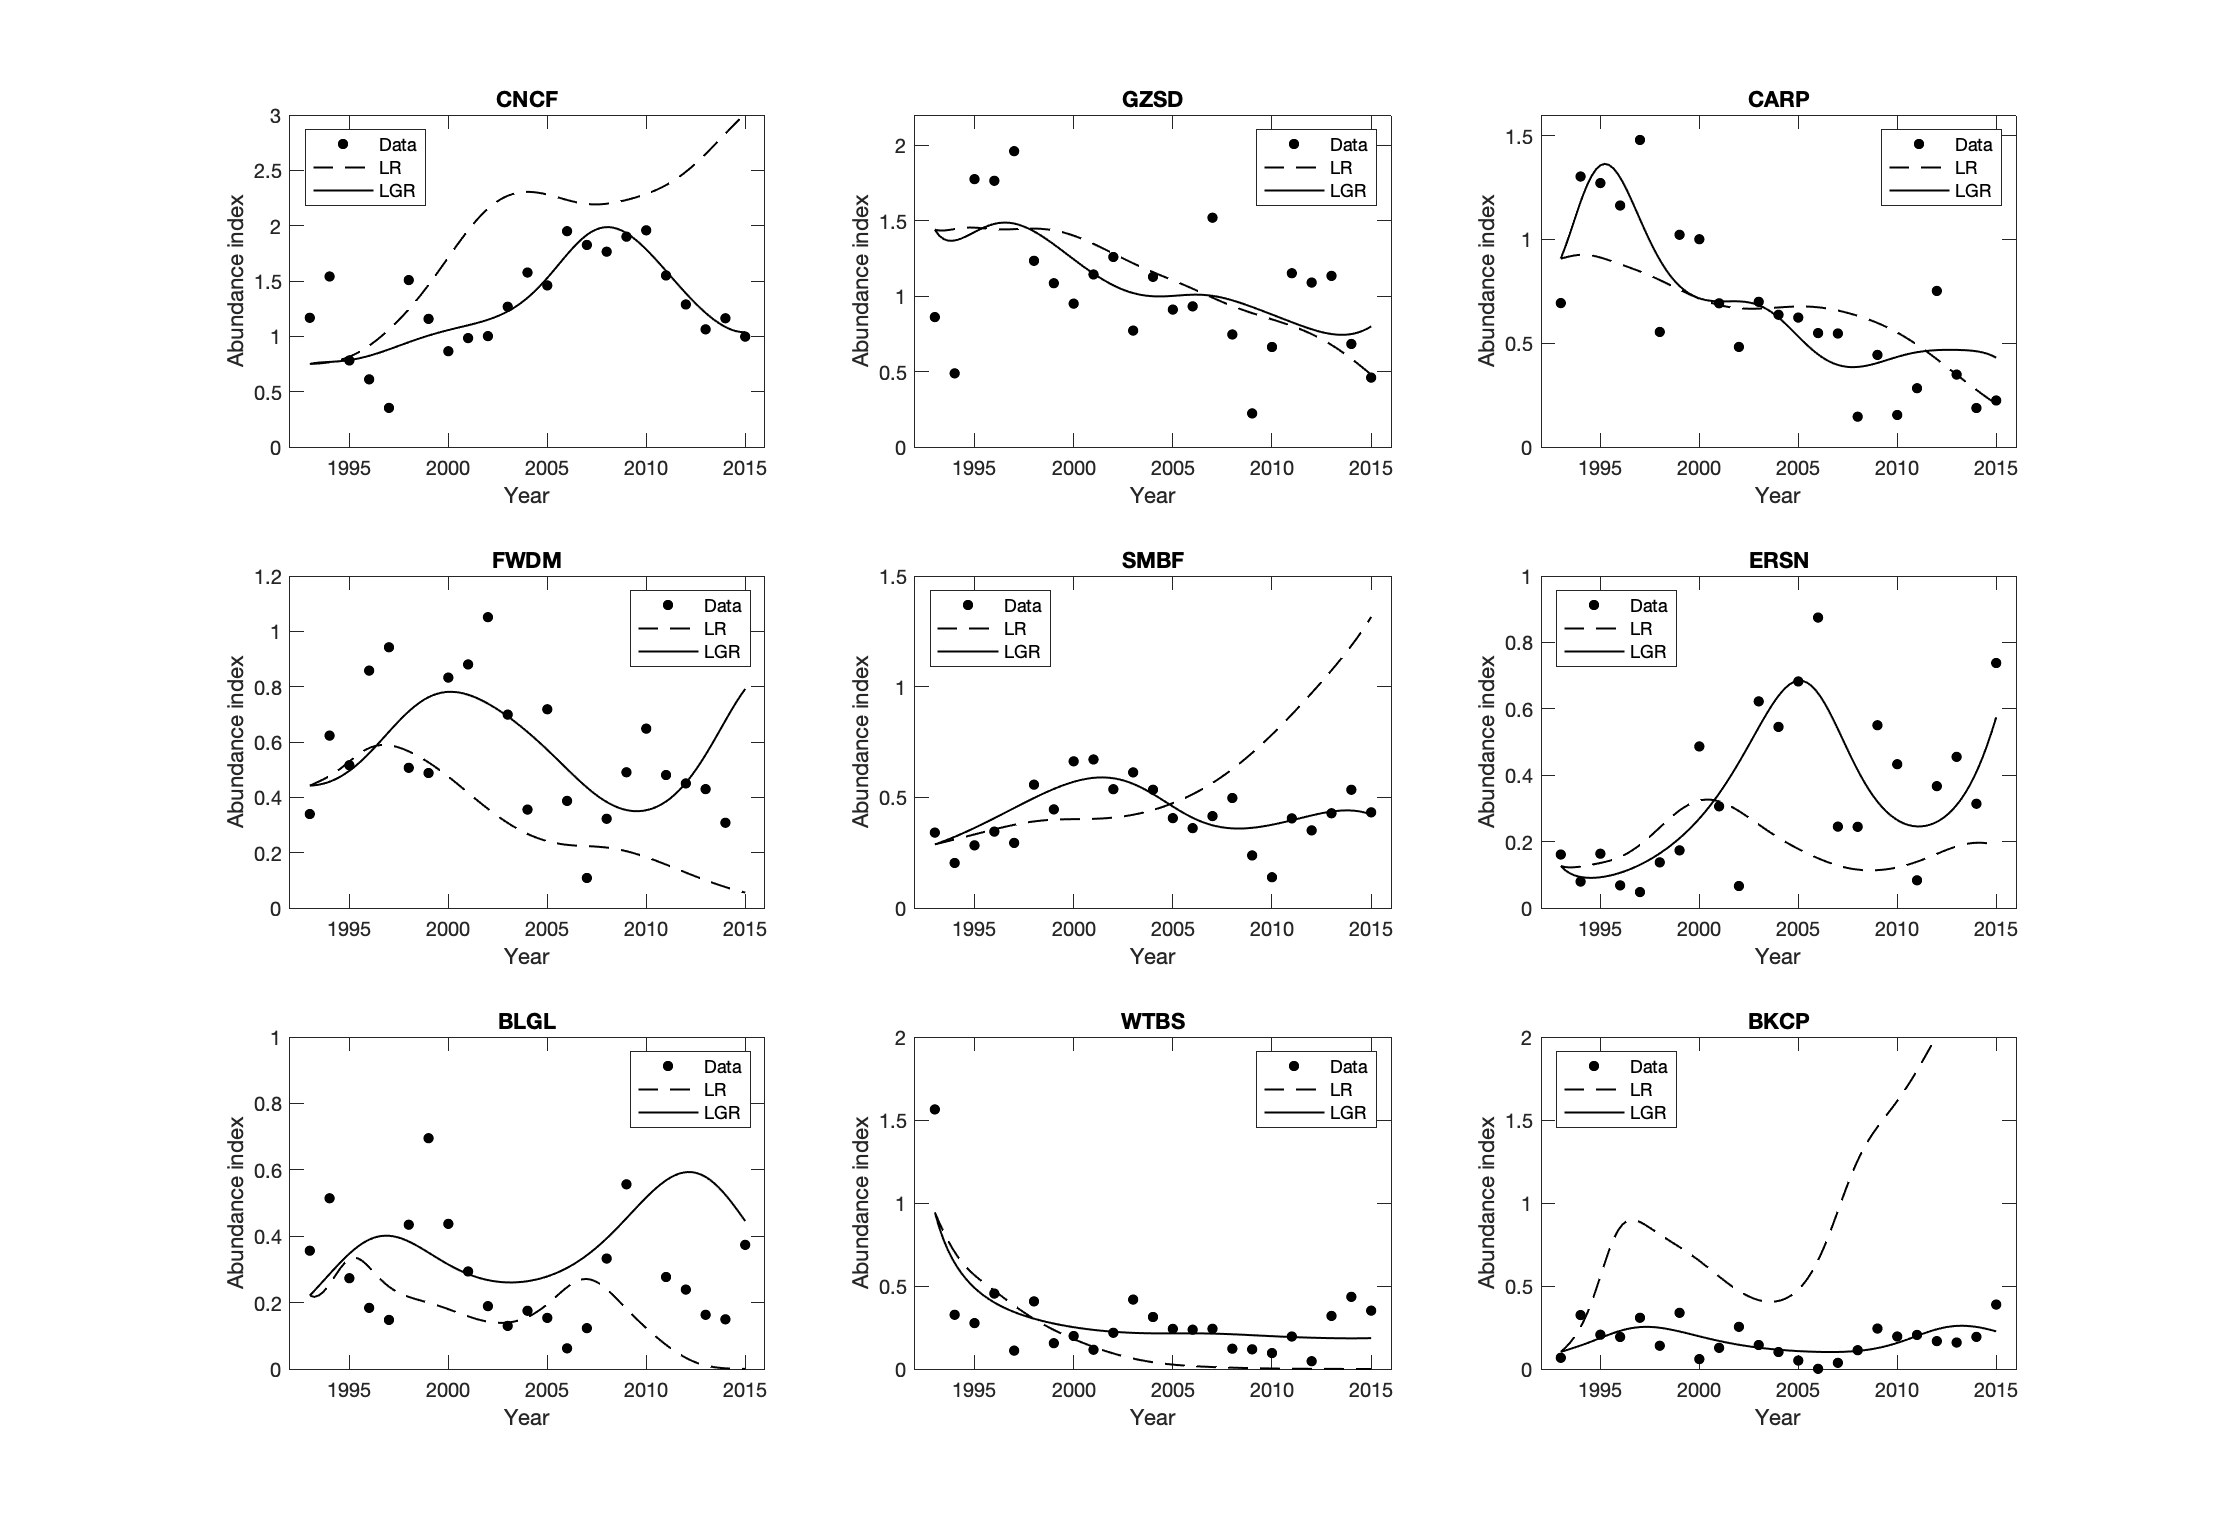 CNCF
3
2.5
2
1.5
1
0.5
0
Abundance index
Data
LR
LGR
1995 2000 2005 2010 2015
Year
GZSD
2
1.5
1
0.5
0
Abundance index
Data
LR
LGR
1995 2000 2005 2010 2015
Year
CARP
1.5
1
0.5
0
Abundance index
Data
LR
LGR
1995 2000 2005 2010 2015
Year
FWDM
1.2
1
0.8
0.6
0.4
0.2
0
Abundance index
Data
LR
LGR
1995 2000 2005 2010 2015
Year
SMBF
1.5
1
0.5
0
Abundance index
Data
LR
LGR
1995 2000 2005 2010 2015
Year
ERSN
1
0.8
0.6
0.4
0.2
0
Abundance index
Data
LR
LGR
1995 2000 2005 2010 2015
Year
BLGL
1
0.8
0.6
0.4
0.2
0
Abundance index
Data
LR
LGR
1995 2000 2005 2010 2015
Year
WTBS
2
1.5
1
0.5
0
Abundance index
Data
LR
LGR
1995 2000 2005 2010 2015
Year
BKCP
2
1.5
1
0.5
0
Abundance index
Data
LR
LGR
1995 2000 2005 2010 2015
Year